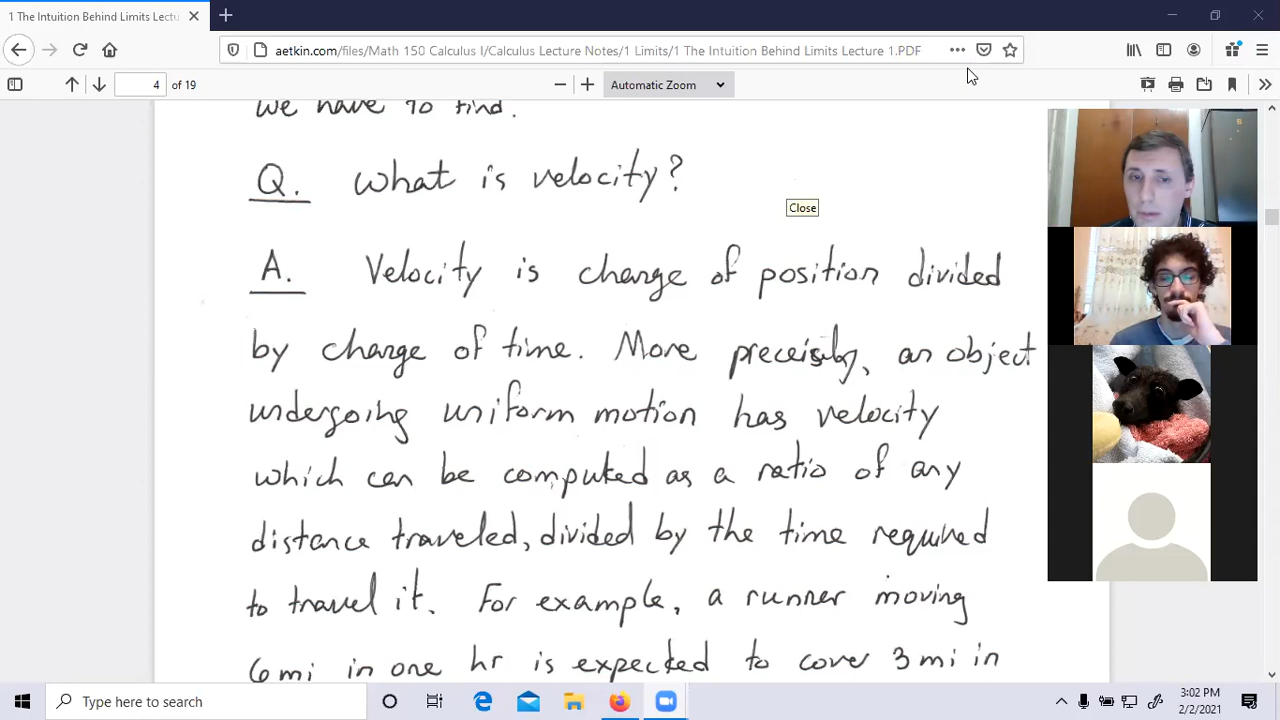 1 The Intuition Behind Limits Lectu
aetkin.com/files/Math 150 Calculus I/Calculus Lecture Notes/1 Limits/1 The Intuition Behind Limits Lecture 1.PDF
4 of 19
Automatic Zoom
we have to find.
Q. What is velocity?
Close
A. Velocity is change of position divided
by change of time. More precisely, an object
undergoing uniform motion has velocity
which can be computed as a ratio of any
distance traveled, divided by the time required
to travel it. For example, a runner moving
6 mi in one hr is expected to cover 3 mi in
Type here to search
3:02 PM
2/2/2021